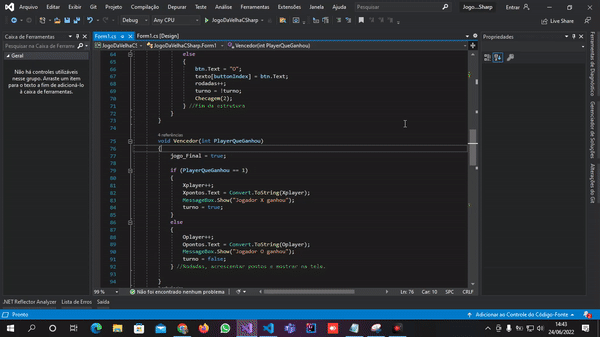 Arquivo Editar Exibir Git Projeto Compilar Depurar Teste Analisar Ferramentas Extensões Janela Ajuda Pesquisar Jogo...Sharp Entrar
Debug Any CPU JogoDaVelhaCSharp Live Share
Caixa de Ferramentas
Pesquisar na Caixa de Ferramentas
Geral
Não há controles utilizáveis
nesse grupo. Arraste um item
para o texto a fim de adicioná-lo
à caixa de ferramentas.
Form1.cs Form1.cs [Design]
JogoDaVelhaCSharp JogoDaVelhaCSharp.Form1 Vencedor(int PlayerQueGanhou)
64 else
65 {
66 btn.Text = "O";
67 texto[buttonIndex] = btn.Text;
68 rodadas++;
69 turno = !turno;
70 Checagem(2);
71 } //Fim da estrutura
72 }
73 }
74
4 referências
75 void Vencedor(int PlayerQueGanhou)
76 {
77 jogo_Final = true;
78
79 if (PlayerQueGanhou == 1)
80 {
81 Xplayer++;
82 Xpontos.Text = Convert.ToString(Xplayer);
83 MessageBox.Show("Jogador X ganhou");
84 turno = true;
85 }
86 else
87 {
88 Oplayer++;
89 Opontos.Text = Convert.ToString(Oplayer);
90 MessageBox.Show("Jogador O ganhou");
91 turno = false;
92 } //Rodadas, acrescentar pontos e mostrar na tela.
93
94 }
99 % Não foi encontrado nenhum problema Ln: 76 Car: 10 SPC CRLF
Propriedades
Gerenciador de Soluções
Alterações do Git
.NET Reflector Analyzer Lista de Erros Saída
Pronto Adicionar ao Controle do Código-Fonte
14:43
24/06/2022